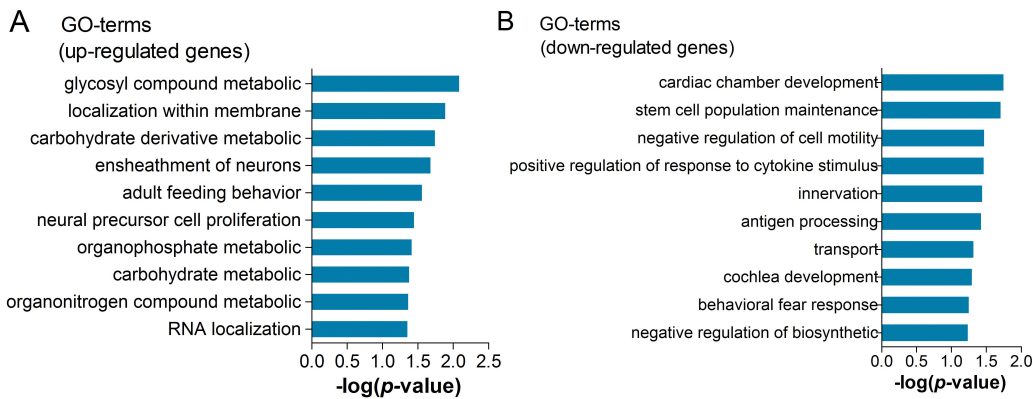 A
GO-terms
(up-regulated genes)
glycosyl compound metabolic
localization within membrane
carbohydrate derivative metabolic
ensheathment of neurons
adult feeding behavior
neural precursor cell proliferation
organophosphate metabolic
carbohydrate metabolic
organonitrogen compound metabolic
RNA localization
0.0 0.5 1.0 1.5 2.0 2.5
-log(p-value)
B
GO-terms
(down-regulated genes)
cardiac chamber development
stem cell population maintenance
negative regulation of cell motility
positive regulation of response to cytokine stimulus
innervation
antigen processing
transport
cochlea development
behavioral fear response
negative regulation of biosynthetic
0.0 0.5 1.0 1.5 2.0
-log(p-value)